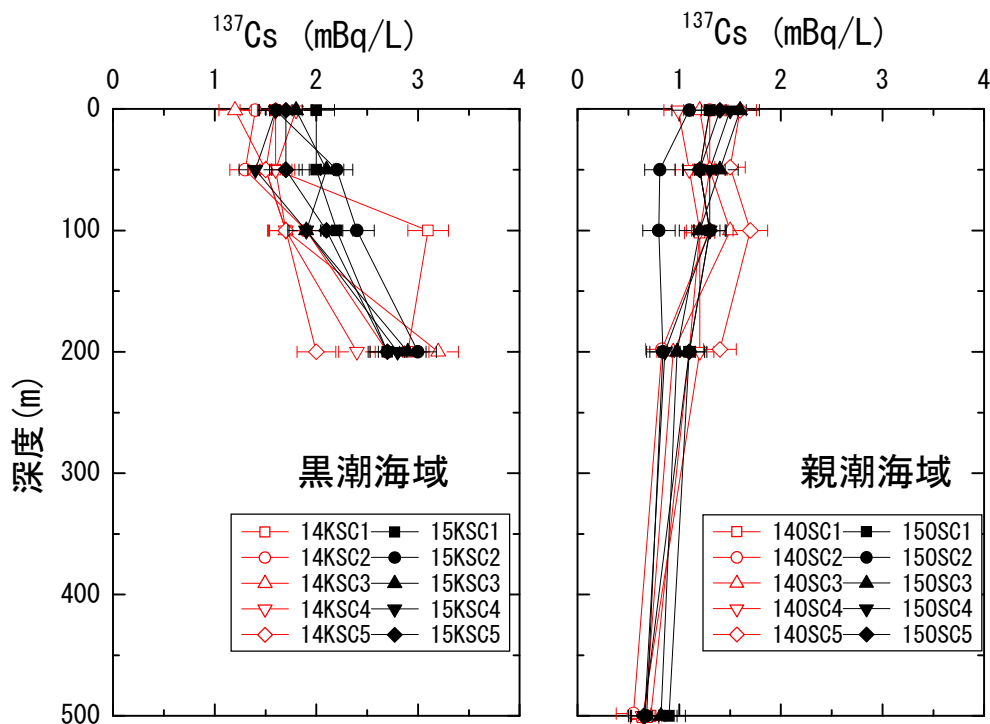 ¹³⁷Cs (mBq/L)
0 1 2 3 4
0
100
200
300
400
500
深度(m)
黒潮海域
14KSC1 15KSC1
14KSC2 15KSC2
14KSC3 15KSC3
14KSC4 15KSC4
14KSC5 15KSC5
¹³⁷Cs (mBq/L)
0 1 2 3 4
親潮海域
14OSC1 15OSC1
14OSC2 15OSC2
14OSC3 15OSC3
14OSC4 15OSC4
14OSC5 15OSC5